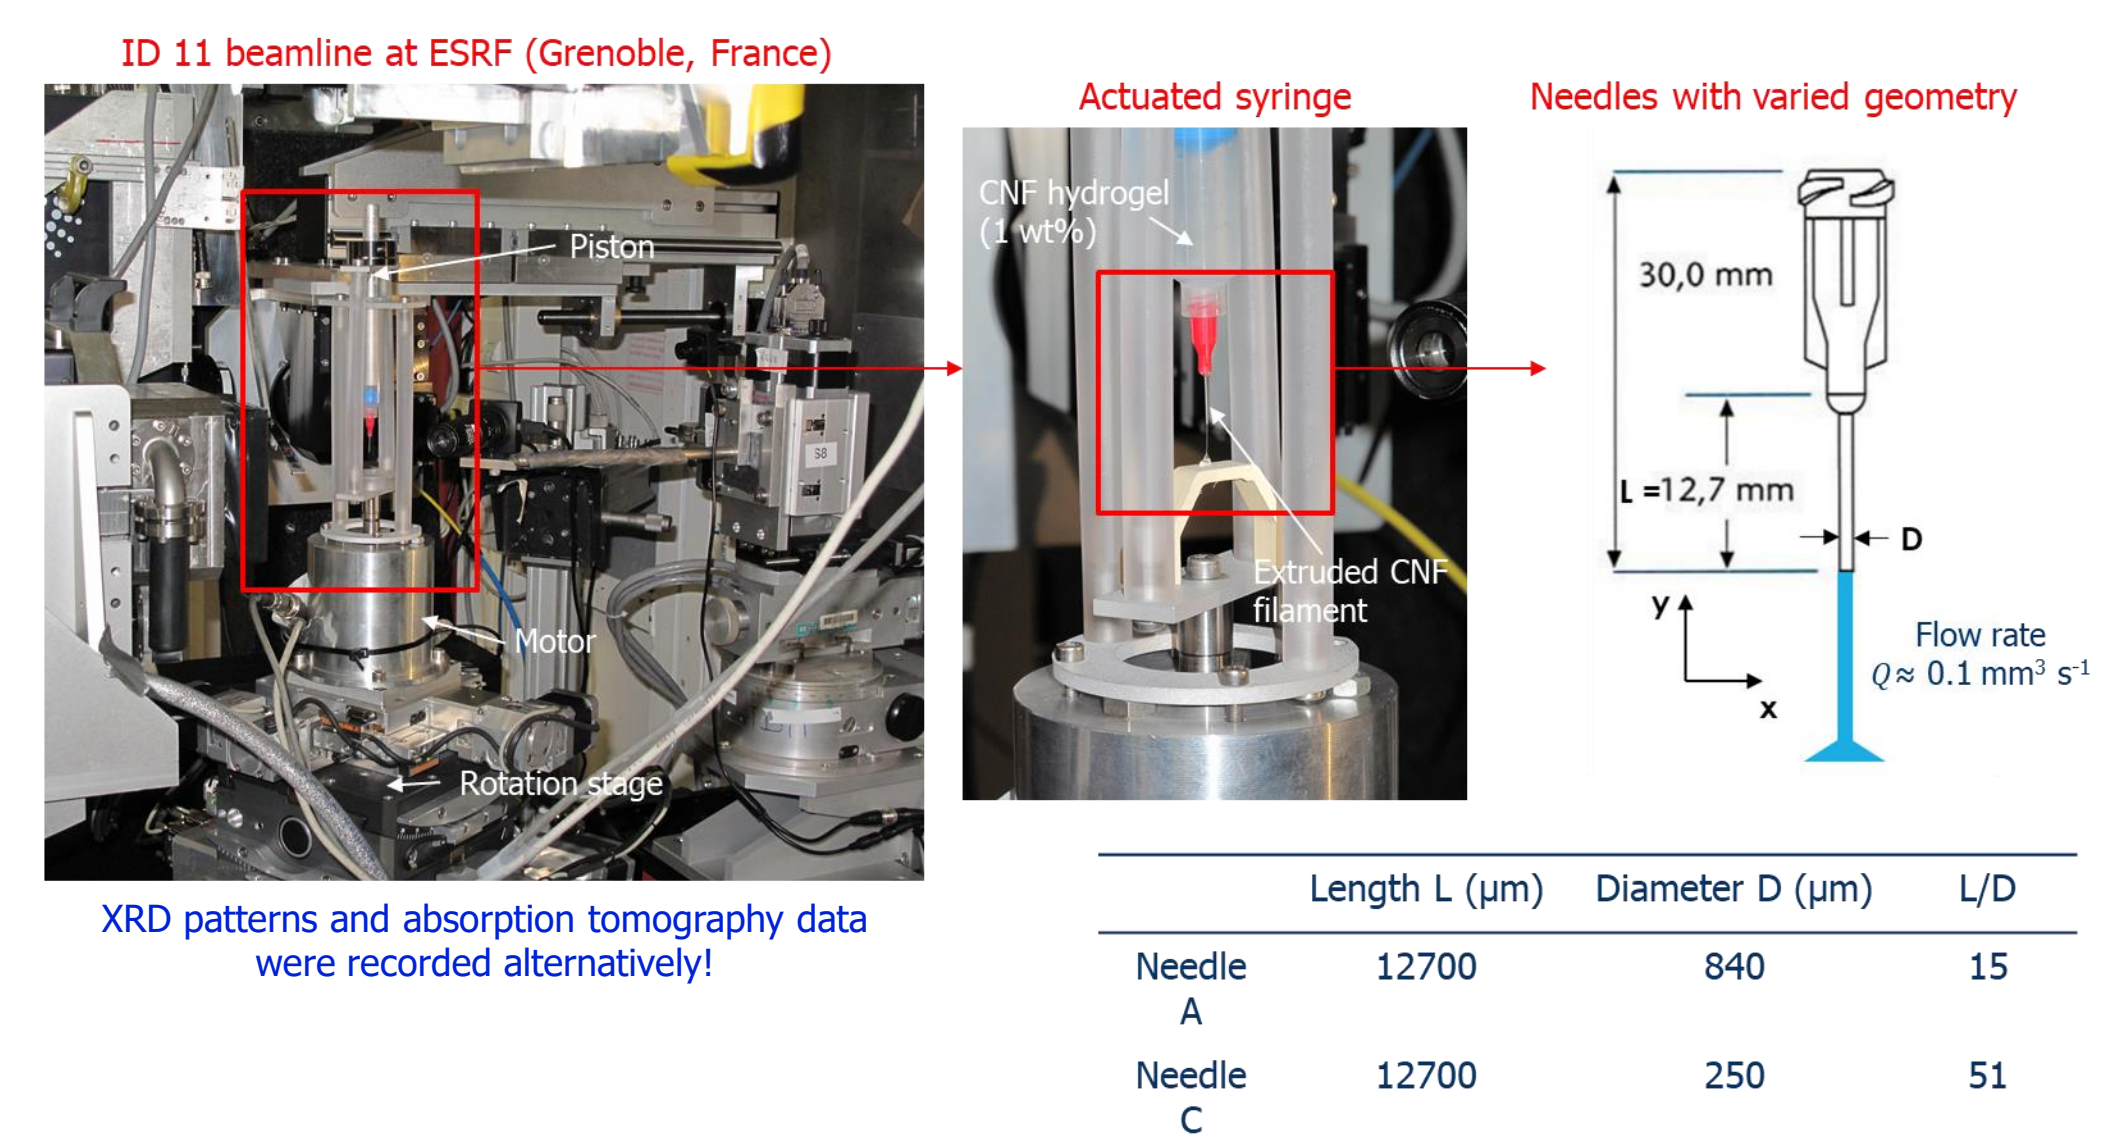 ID 11 beamline at ESRF (Grenoble, France)
Piston
Motor
Rotation stage
S8
XRD patterns and absorption tomography data
were recorded alternatively!
Actuated syringe
CNF hydrogel
(1 wt%)
Extruded CNF
filament
Needles with varied geometry
30,0 mm
L =12,7 mm
D
y
x
Flow rate
Q ≈ 0.1 mm³ s⁻¹
Length L (µm) Diameter D (µm) L/D
Needle A 12700 840 15
Needle C 12700 250 51